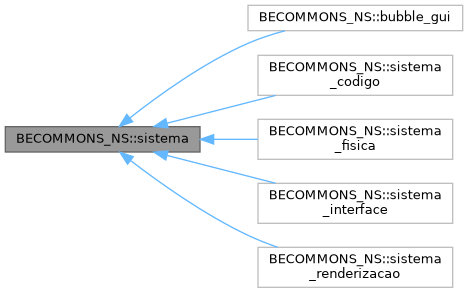 BECOMMONS_NS::bubble_gui
BECOMMONS_NS::sistema
_codigo
BECOMMONS_NS::sistema
BECOMMONS_NS::sistema
_fisica
BECOMMONS_NS::sistema
_interface
BECOMMONS_NS::sistema
_renderizacao